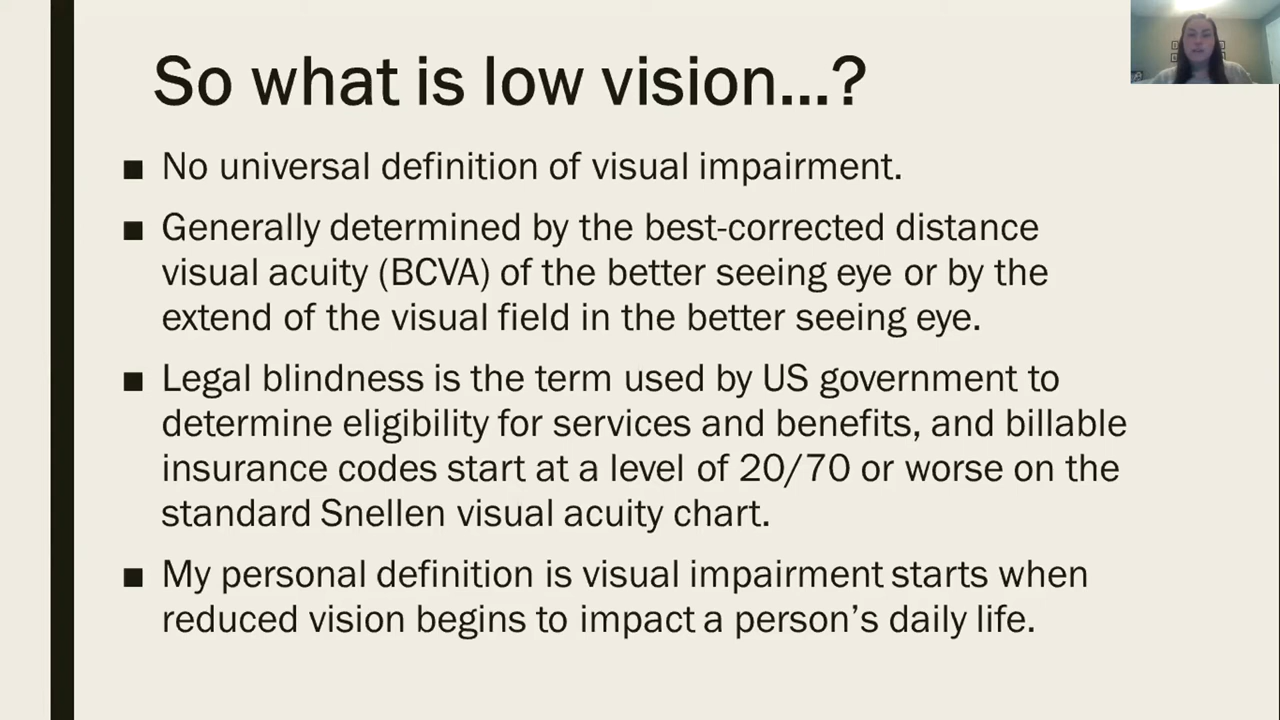 So what is low vision...?
■ No universal definition of visual impairment.
■ Generally determined by the best-corrected distance
visual acuity (BCVA) of the better seeing eye or by the
extend of the visual field in the better seeing eye.
■ Legal blindness is the term used by US government to
determine eligibility for services and benefits, and billable
insurance codes start at a level of 20/70 or worse on the
standard Snellen visual acuity chart.
■ My personal definition is visual impairment starts when
reduced vision begins to impact a person’s daily life.